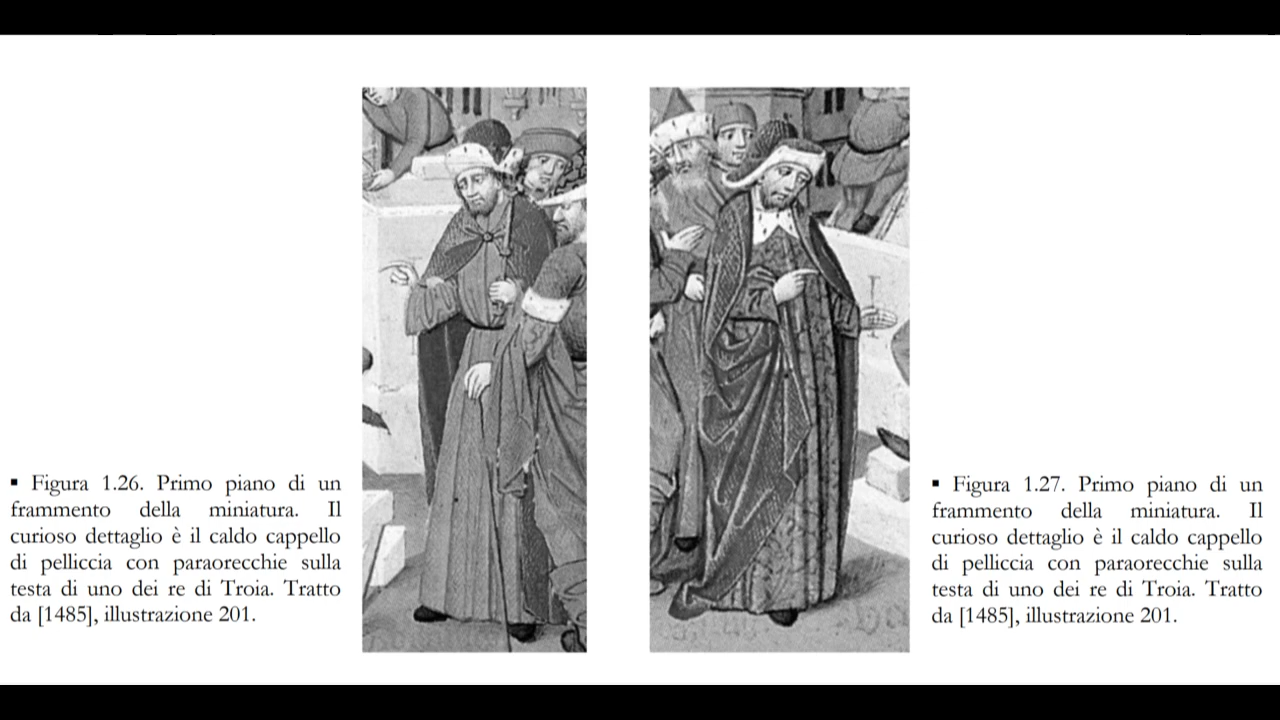 ▪ Figura 1.26. Primo piano di un
frammento della miniatura. Il
curioso dettaglio è il caldo cappello
di pelliccia con paraorecchie sulla
testa di uno dei re di Troia. Tratto
da [1485], illustrazione 201.
▪ Figura 1.27. Primo piano di un
frammento della miniatura. Il
curioso dettaglio è il caldo cappello
di pelliccia con paraorecchie sulla
testa di uno dei re di Troia. Tratto
da [1485], illustrazione 201.